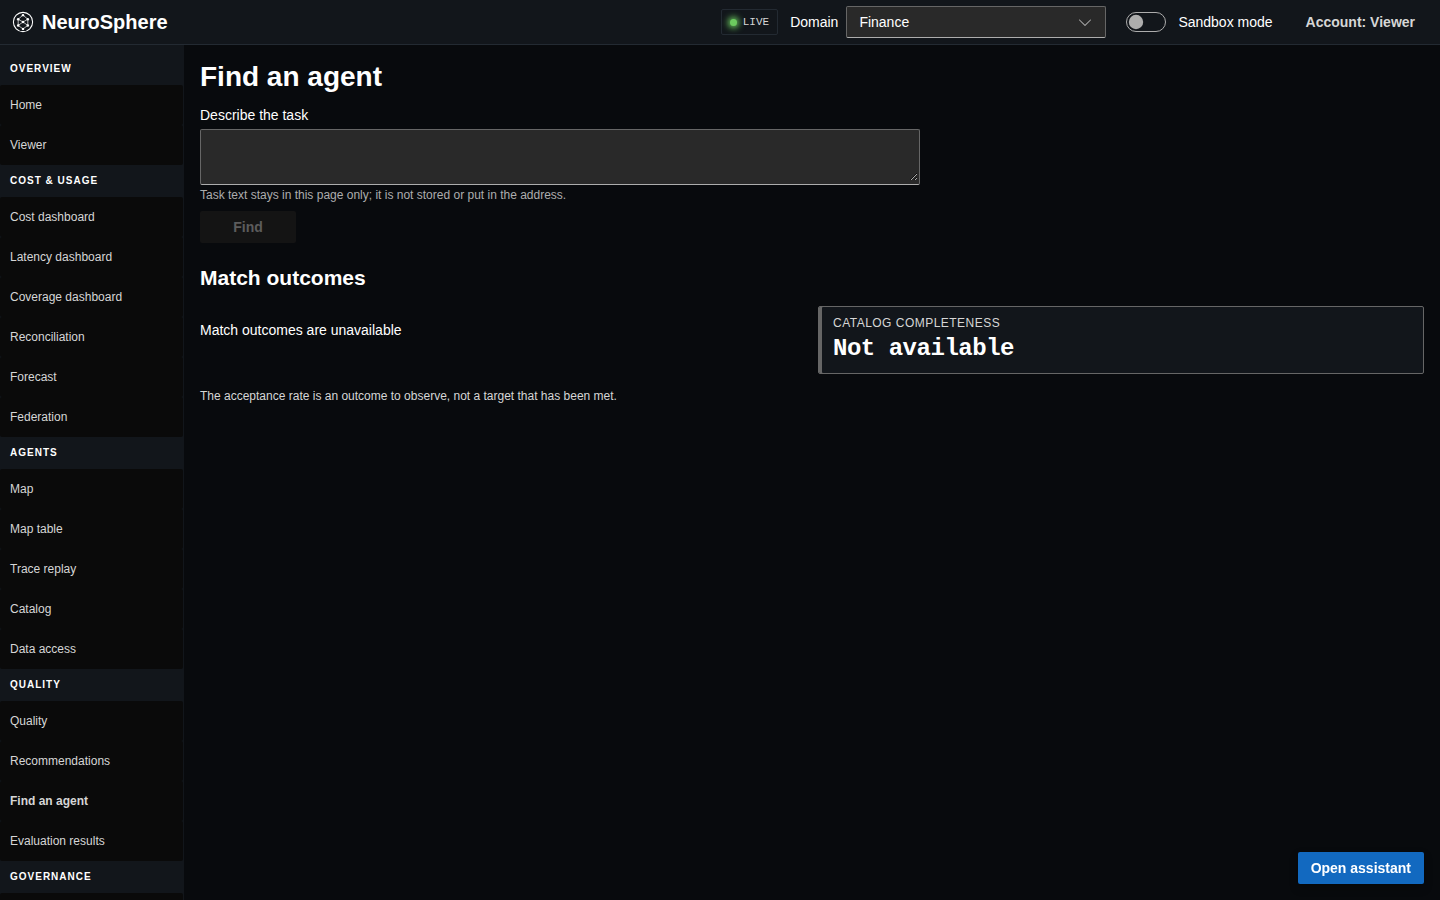 NeuroSphere
LIVE
Domain
Finance
Sandbox mode
Account: Viewer
OVERVIEW
Home
Viewer
COST & USAGE
Cost dashboard
Latency dashboard
Coverage dashboard
Reconciliation
Forecast
Federation
AGENTS
Map
Map table
Trace replay
Catalog
Data access
QUALITY
Quality
Recommendations
Find an agent
Evaluation results
GOVERNANCE
Find an agent
Describe the task
Task text stays in this page only; it is not stored or put in the address.
Find
Match outcomes
Match outcomes are unavailable
CATALOG COMPLETENESS
Not available
The acceptance rate is an outcome to observe, not a target that has been met.
Open assistant